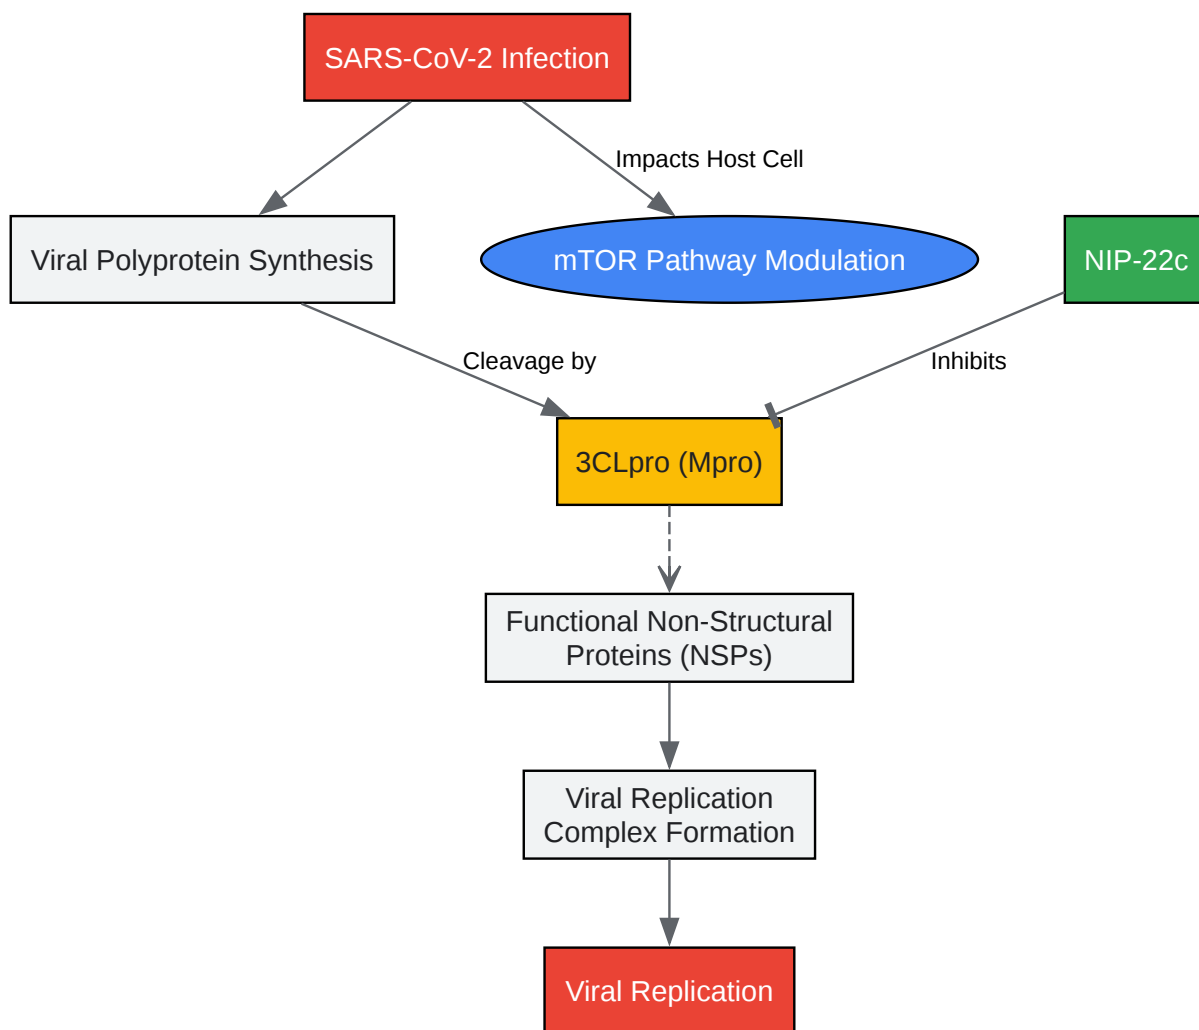 SARS-CoV-2 Infection
Impacts Host Cell
Viral Polyprotein Synthesis
mTOR Pathway Modulation
NIP-22c
Cleavage by
Inhibits
3CLpro (Mpro)
Functional Non-Structural
Proteins (NSPs)
Viral Replication
Complex Formation
Viral Replication